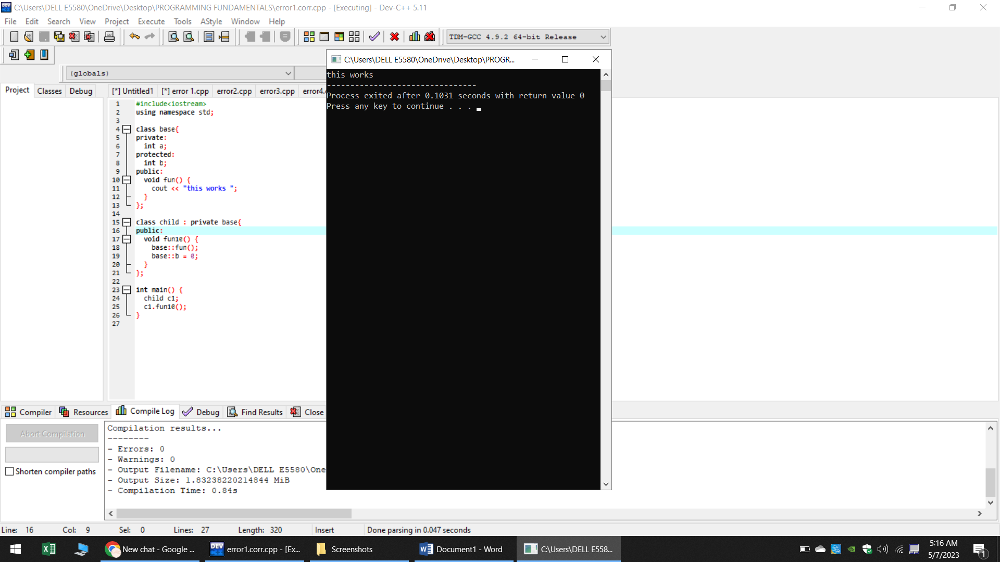 C:\Users\DELL E5580\OneDrive\Desktop\PROGRAMMING FUNDAMENTALS\error1.corr.cpp - [Executing] - Dev-C++ 5.11
File Edit Search View Project Execute Tools AStyle Window Help
TDM-GCC 4.9.2 64-bit Release
(globals)
Project Classes Debug
[*] Untitled1 [*] error 1.cpp error2.cpp error3.cpp error4.
1 #include<iostream>
2 using namespace std;
3
4 class base{
5 private:
6 int a;
7 protected:
8 int b;
9 public:
10 void fun() {
11 cout << "this works ";
12 }
13 };
14
15 class child : private base{
16 public:
17 void fun10() {
18 base::fun();
19 base::b = 0;
20 }
21 };
22
23 int main() {
24 child c1;
25 c1.fun10();
26 }
27
C:\Users\DELL E5580\OneDrive\Desktop\PROGR...
this works
--------------------------------
Process exited after 0.1031 seconds with return value 0
Press any key to continue . . .
Compiler Resources Compile Log Debug Find Results Close
Abort Compilation
Shorten compiler paths
Compilation results...
--------
- Errors: 0
- Warnings: 0
- Output Filename: C:\Users\DELL E5580\One
- Output Size: 1.83238220214844 MiB
- Compilation Time: 0.84s
Line: 16 Col: 9 Sel: 0 Lines: 27 Length: 320 Insert Done parsing in 0.047 seconds
New chat - Google ...
DEV error1.corr.cpp - [Ex...
Screenshots
Document1 - Word
C:\Users\DELL E558...
5:16 AM
5/7/2023
1